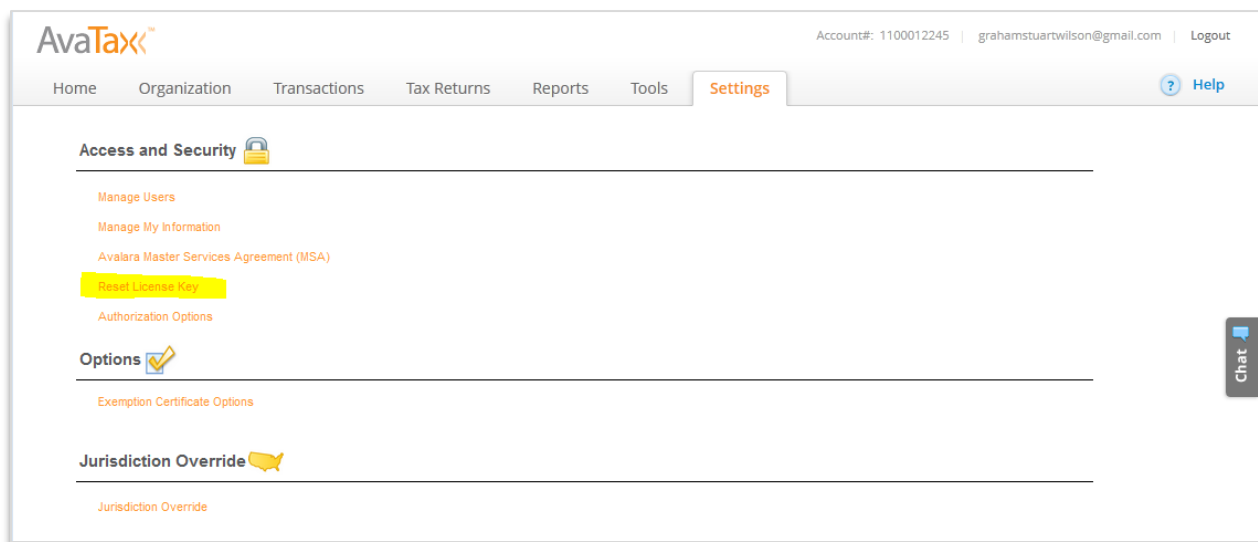 AvaTax
Account#: 1100012245 | grahamstuartwilson@gmail.com | Logout
Home Organization Transactions Tax Returns Reports Tools Settings ? Help
Access and Security
Manage Users
Manage My Information
Avalara Master Services Agreement (MSA)
Reset License Key
Authorization Options
Chat
Options
Exemption Certificate Options
Jurisdiction Override
Jurisdiction Override